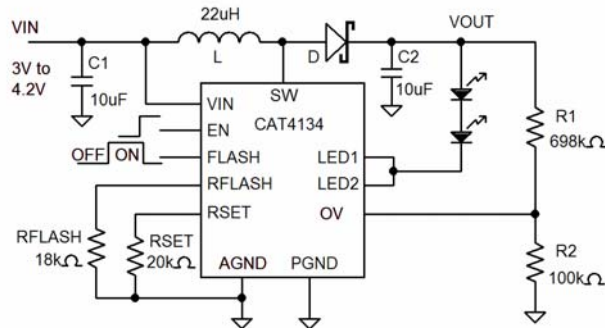 22uH
VIN
VOUT
L
D
C1
C2
3V to
4.2V
10uF
10uF
SW
VIN
CAT4134
R1
698kΩ
EN
OFF ON
FLASH
LED1
RFLASH
LED2
RSET
OV
RFLASH
18kΩ
RSET
20kΩ
AGND
PGND
R2
100kΩ